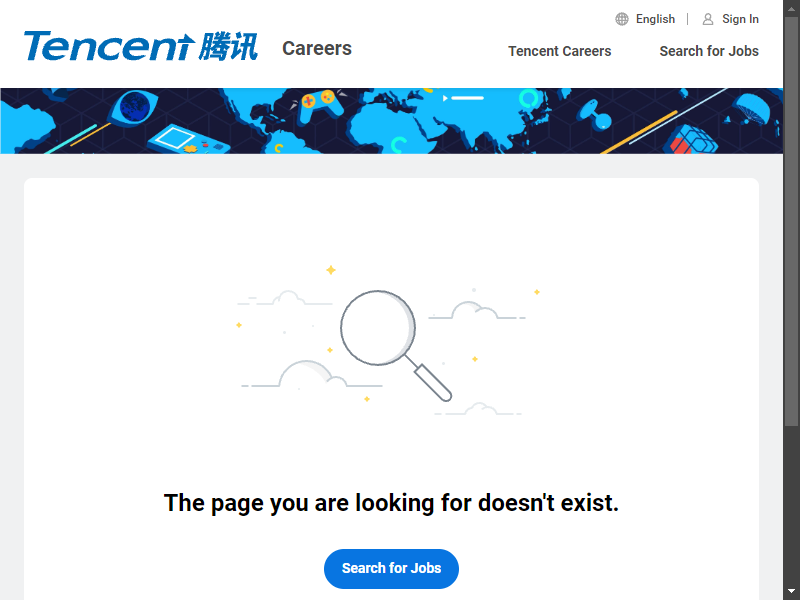 English
Sign In
Tencent 腾讯
Careers
Tencent Careers
Search for Jobs
The page you are looking for doesn't exist.
Search for Jobs